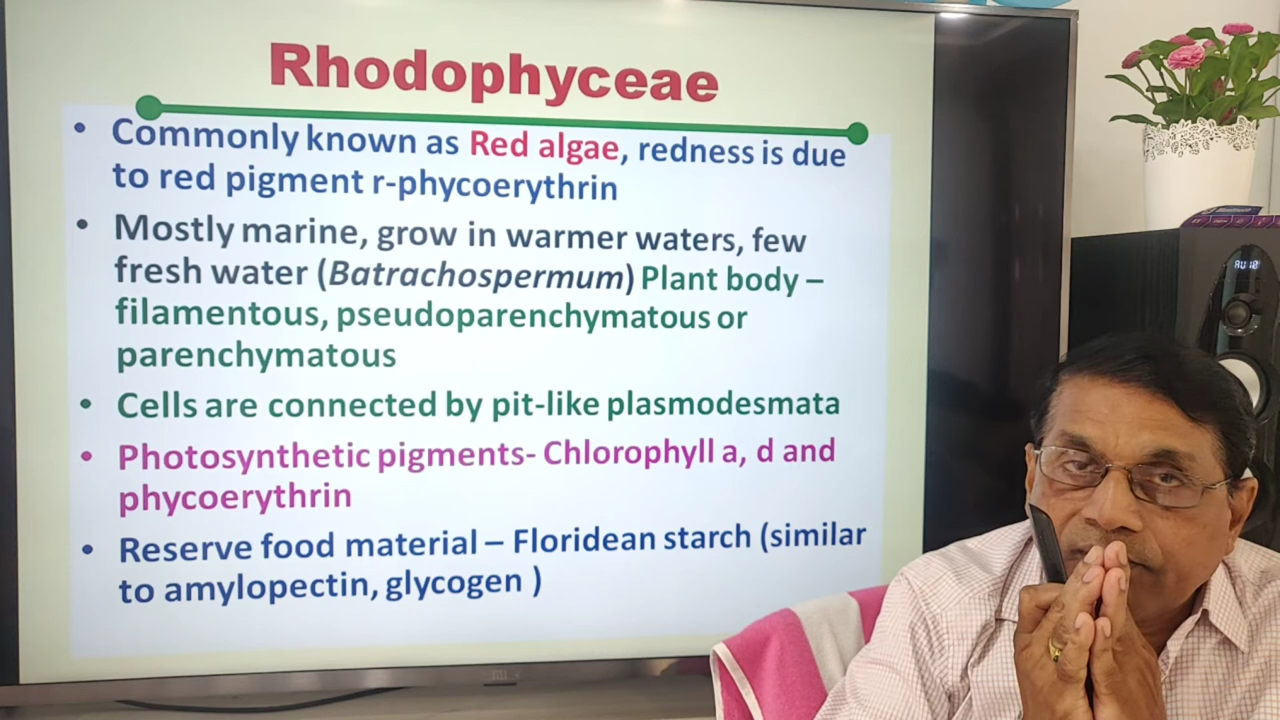 Rhodophyceae
• Commonly known as Red algae, redness is due
to red pigment r-phycoerythrin
• Mostly marine, grow in warmer waters, few
fresh water (Batrachospermum) Plant body –
filamentous, pseudoparenchymatous or
parenchymatous
• Cells are connected by pit-like plasmodesmata
• Photosynthetic pigments- Chlorophyll a, d and
phycoerythrin
• Reserve food material – Floridean starch (similar
to amylopectin, glycogen )
mi